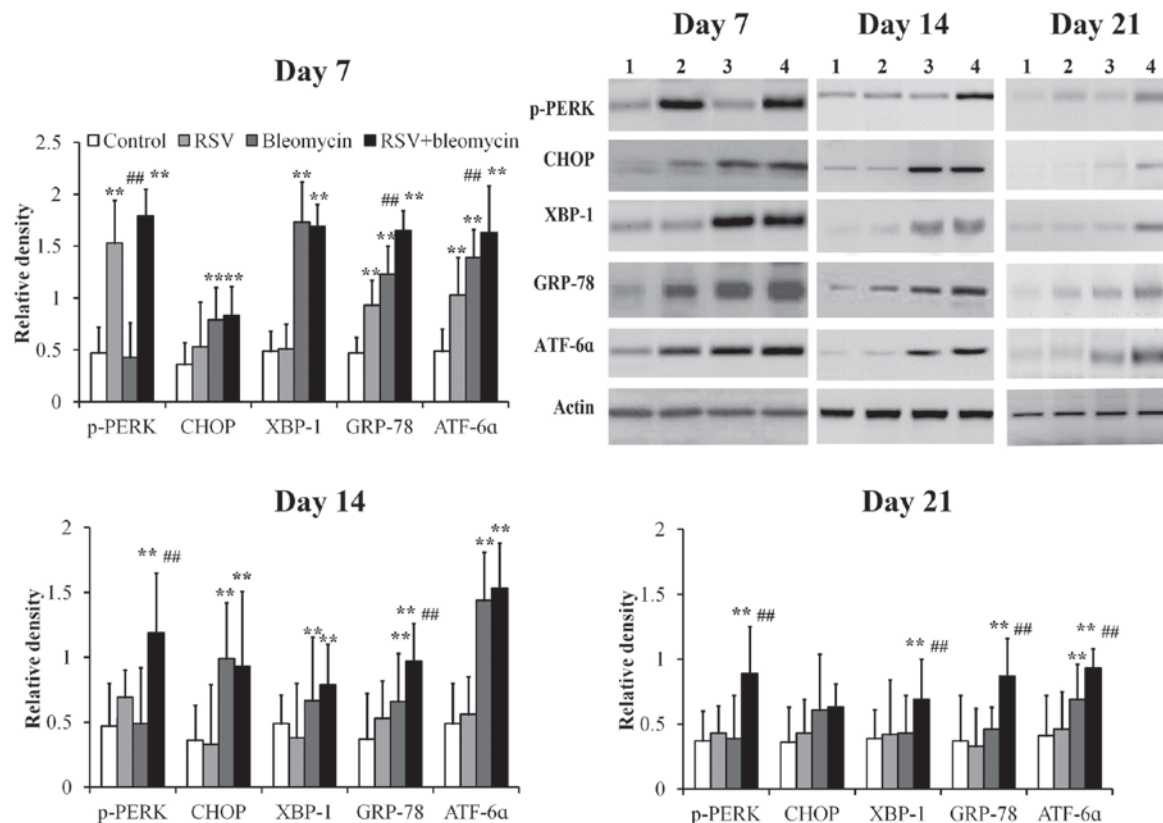 Day 7
Relative density
2.5
2
1.5
1
0.5
0
Control RSV Bleomycin RSV+bleomycin
** ## ** ** ** ## ** ## **
**** ** ** ** **
p-PERK CHOP XBP-1 GRP-78 ATF-6α
Day 7 Day 14 Day 21
1 2 3 4 1 2 3 4 1 2 3 4
p-PERK
CHOP
XBP-1
GRP-78
ATF-6α
Actin
Day 14
Relative density
2
1.5
1
0.5
0
** ## ** ** ** ** ** ** ## ** **
p-PERK CHOP XBP-1 GRP-78 ATF-6α
Day 21
Relative density
2
1.5
1
0.5
0
** ## ** ## ** ## ** ** ##
p-PERK CHOP XBP-1 GRP-78 ATF-6α